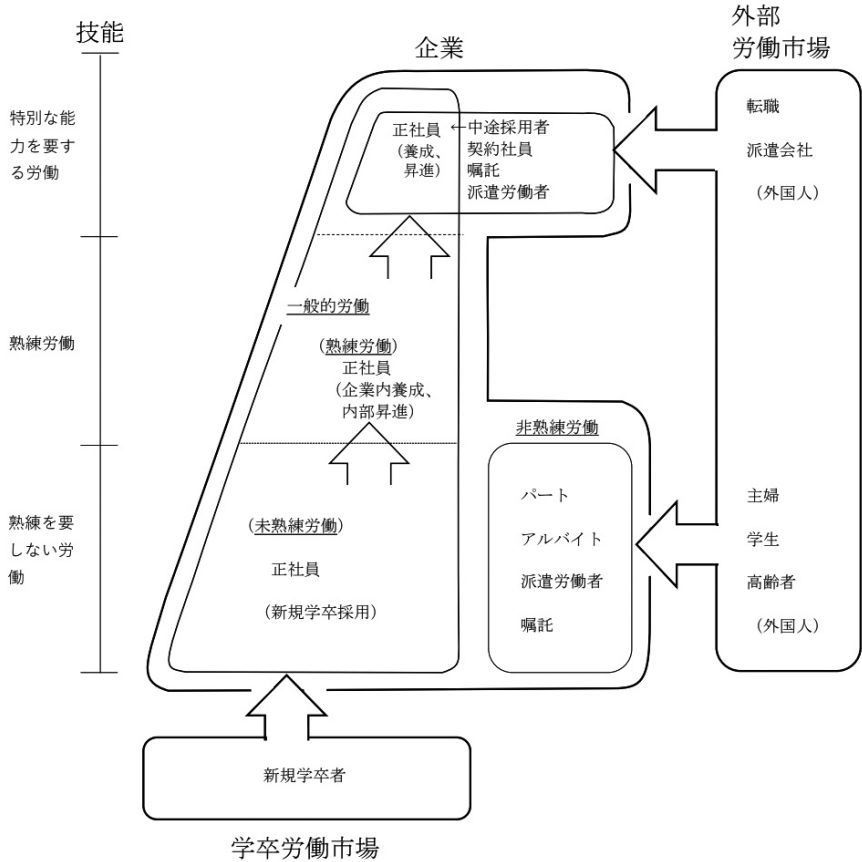 技能
企業
外部
労働市場
特別な能
力を要す
る労働
正社員
(養成、
昇進)
←中途採用者
契約社員
嘱託
派遣労働者
転職
派遣会社
(外国人)
熟練労働
一般的労働
(熟練労働)
正社員
(企業内養成、
内部昇進)
熟練を要
しない労
働
(未熟練労働)
正社員
(新規学卒採用)
非熟練労働
パート
アルバイト
派遣労働者
嘱託
主婦
学生
高齢者
(外国人)
新規学卒者
学卒労働市場